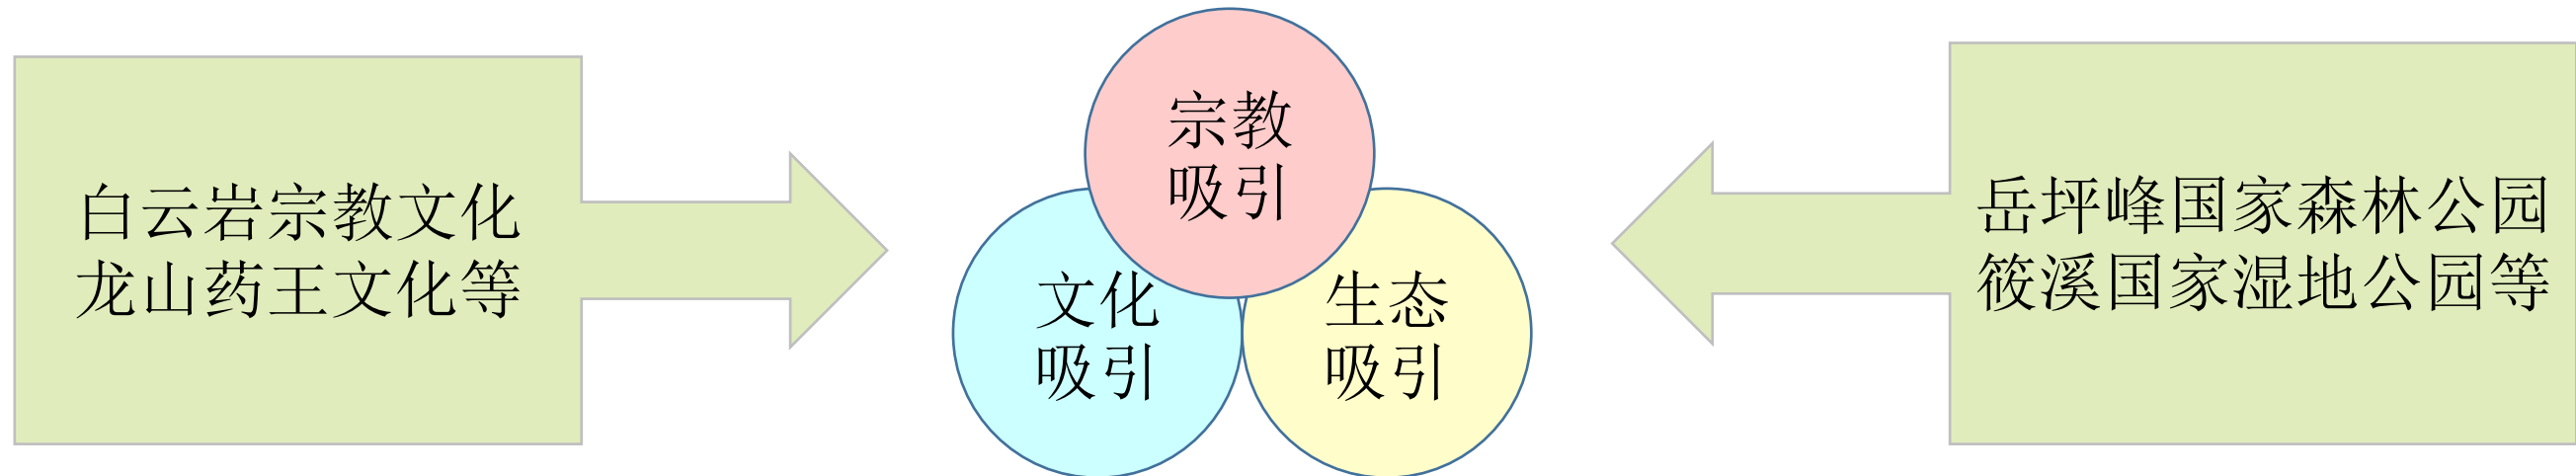 白云岩宗教文化
龙山药王文化等
宗教
吸引
文化
吸引
生态
吸引
岳坪峰国家森林公园
筱溪国家湿地公园等